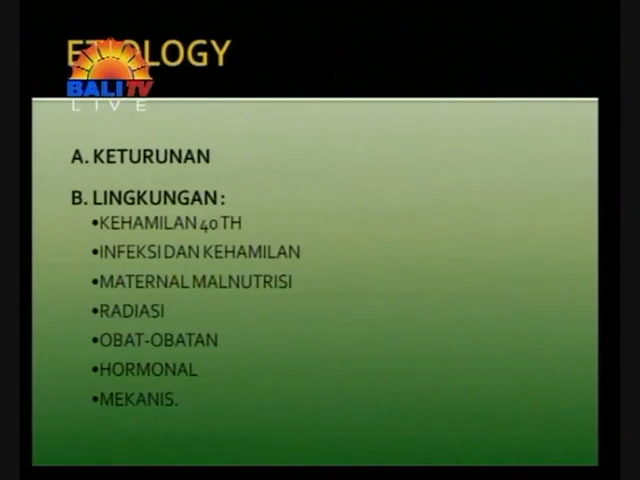 ETIOLOGY
BALI TV
LIVE
A. KETURUNAN
B. LINGKUNGAN :
•KEHAMILAN 40 TH
•INFEKSI DAN KEHAMILAN
•MATERNAL MALNUTRISI
•RADIASI
•OBAT-OBATAN
•HORMONAL
•MEKANIS.